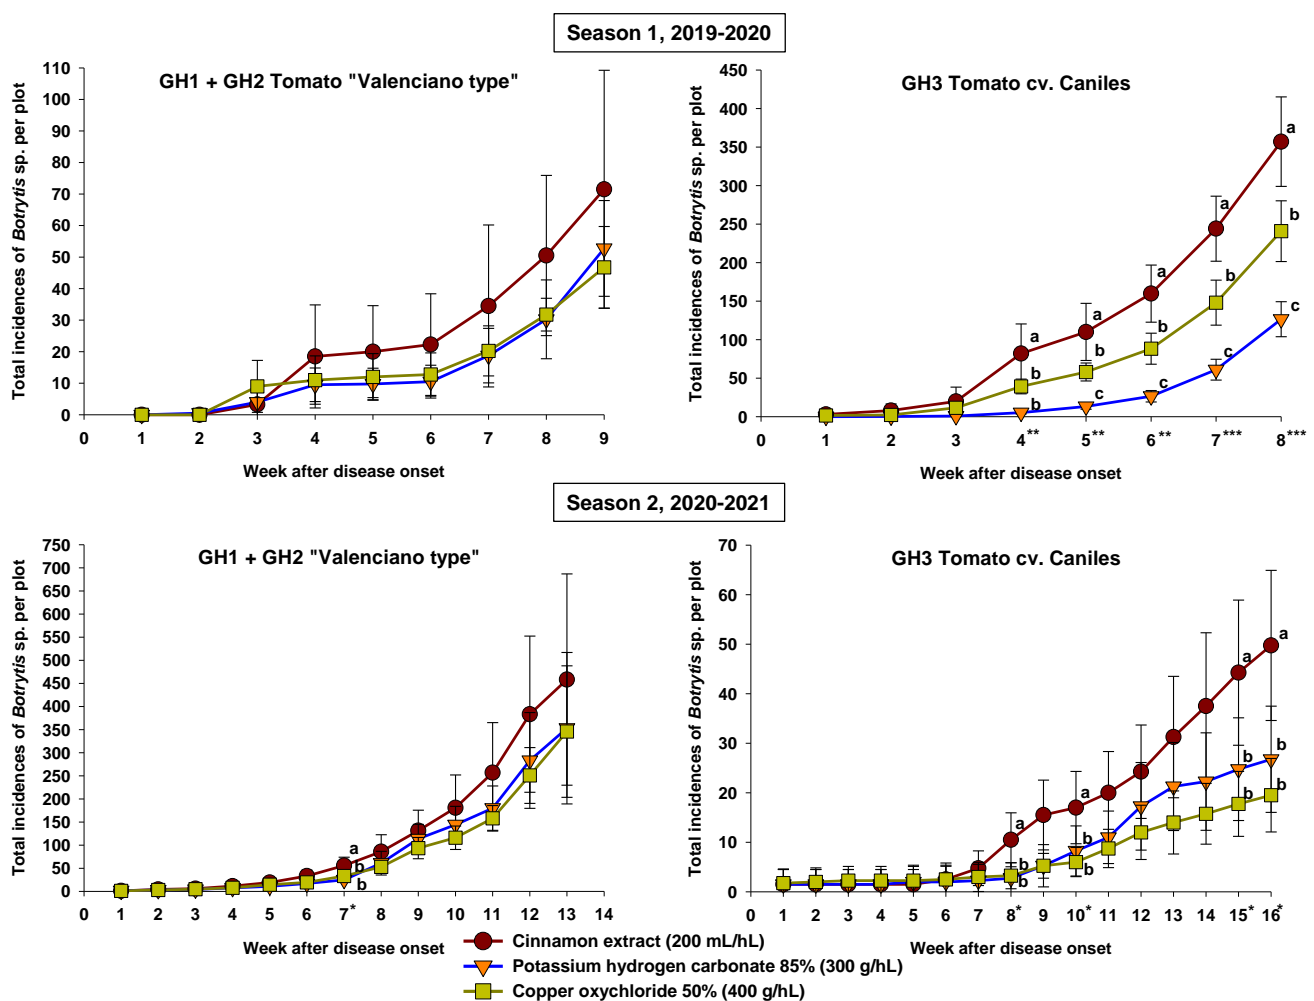 Season 1, 2019-2020
GH1 + GH2 Tomato "Valenciano type"
Total incidences of Botrytis sp. per plot
110
100
90
80
70
60
50
40
30
20
10
0
0 1 2 3 4 5 6 7 8 9
Week after disease onset
GH3 Tomato cv. Caniles
Total incidences of Botrytis sp. per plot
450
400
350
300
250
200
150
100
50
0
a a a a a
b b b b b
b c c c c
0 1 2 3 4** 5** 6** 7*** 8***
Week after disease onset
Season 2, 2020-2021
GH1 + GH2 "Valenciano type"
Total incidences of Botrytis sp. per plot
750
700
650
600
550
500
450
400
350
300
250
200
150
100
50
0
a
b
b
0 1 2 3 4 5 6 7* 8 9 10 11 12 13 14
Week after disease onset
GH3 Tomato cv. Caniles
Total incidences of Botrytis sp. per plot
70
60
50
40
30
20
10
0
a a a a
b b b b
b b b b
0 1 2 3 4 5 6 7 8* 9 10* 11 12 13 14 15* 16*
Week after disease onset
Cinnamon extract (200 mL/hL)
Potassium hydrogen carbonate 85% (300 g/hL)
Copper oxychloride 50% (400 g/hL)